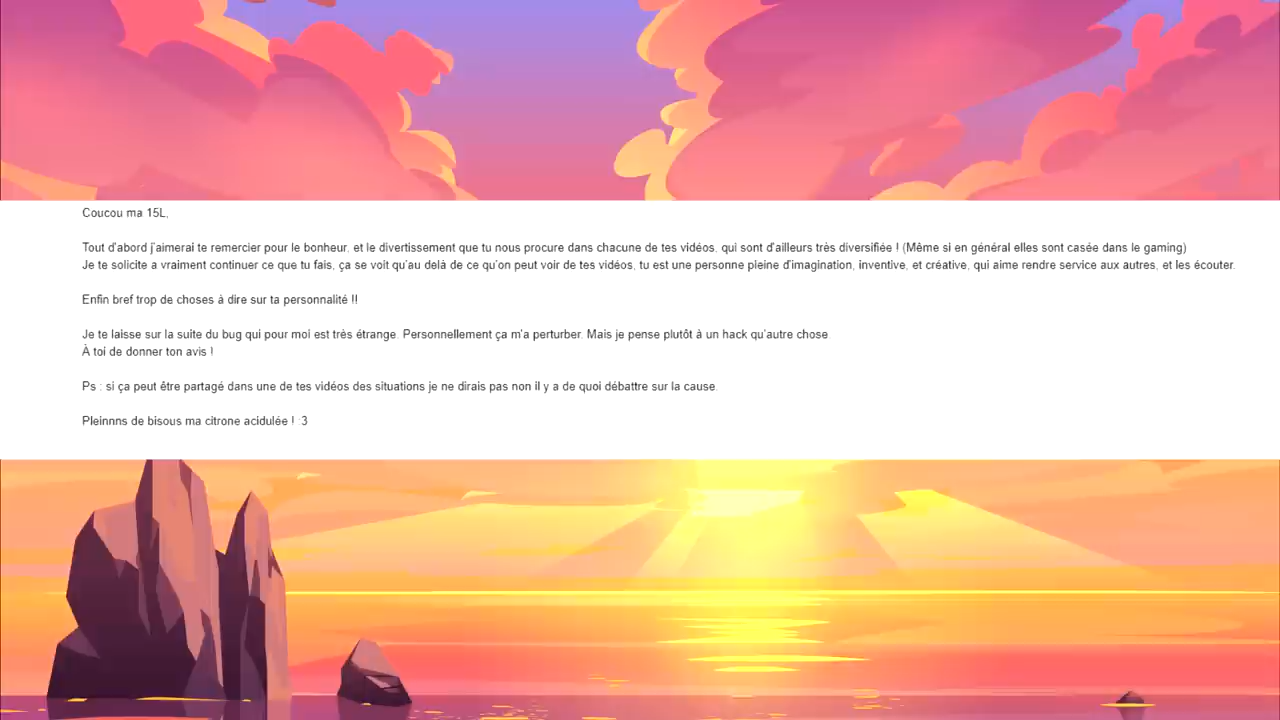 Coucou ma 15L,
Tout d'abord j'aimerai te remercier pour le bonheur, et le divertissement que tu nous procure dans chacune de tes vidéos, qui sont d'ailleurs très diversifiée ! (Même si en général elles sont casée dans le gaming)
Je te solicite a vraiment continuer ce que tu fais, ça se voit qu'au delà de ce qu'on peut voir de tes vidéos, tu est une personne pleine d'imagination, inventive, et créative, qui aime rendre service aux autres, et les écouter.
Enfin bref trop de choses à dire sur ta personnalité !!
Je te laisse sur la suite du bug qui pour moi est très étrange. Personnellement ça m'a perturber. Mais je pense plutôt à un hack qu'autre chose.
À toi de donner ton avis !
Ps : si ça peut être partagé dans une de tes vidéos des situations je ne dirais pas non il y a de quoi débattre sur la cause.
Pleinnns de bisous ma citrone acidulée ! :3